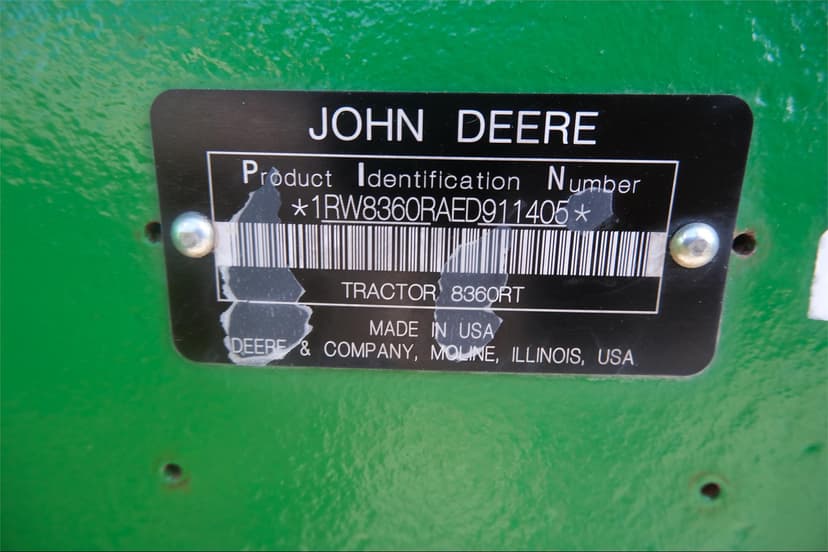 JOHN DEERE
Product Identification Number
*1RW8360RAED911405*
TRACTOR 8360RT
MADE IN USA
DEERE & COMPANY, MOLINE, ILLINOIS, USA